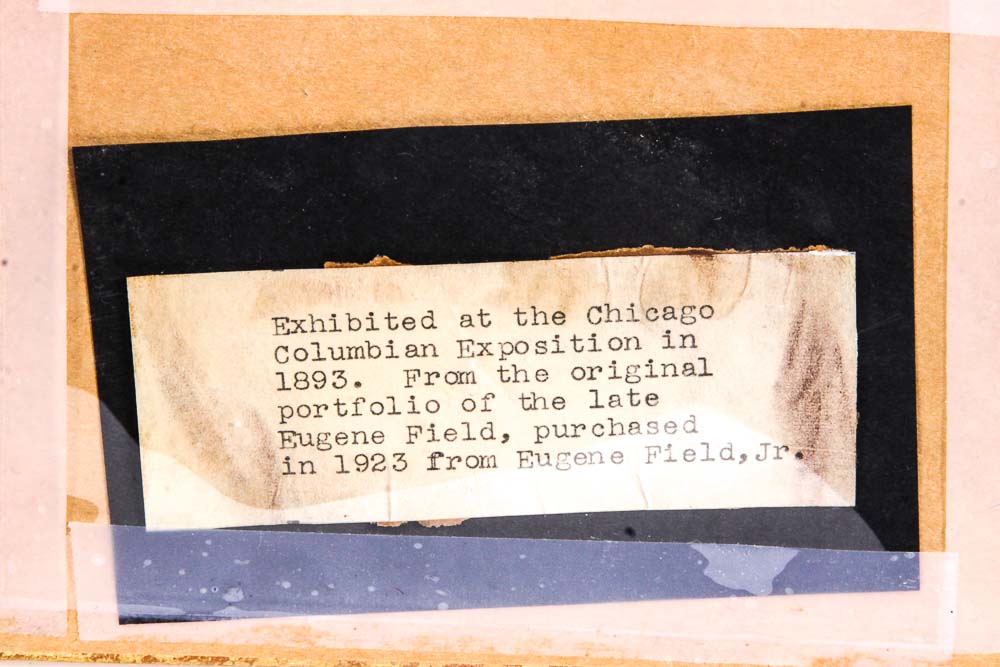 Exhibited at the Chicago
Columbian Exposition in
1893.  From the original
portfolio of the late
Eugene Field, purchased
in 1923 from Eugene Field,Jr.